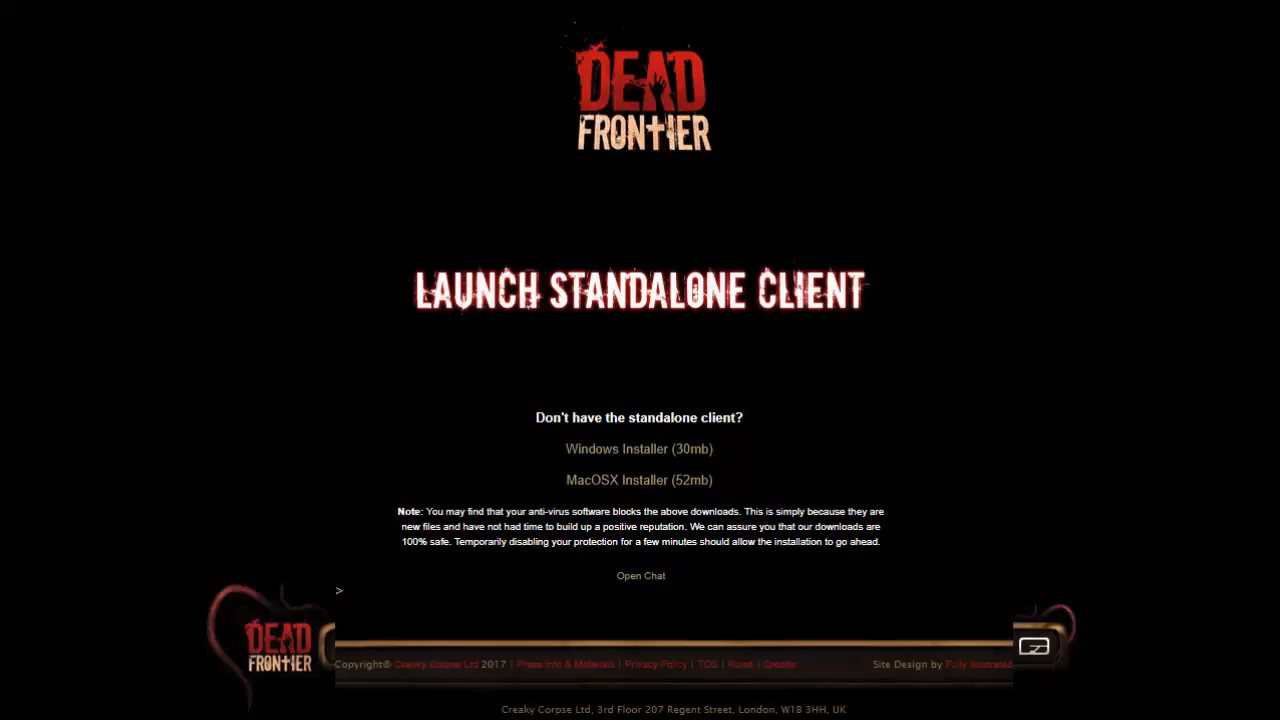 DEAD
FRONTIER
LAUNCH STANDALONE CLIENT
Don't have the standalone client?
Windows Installer (30mb)
MacOSX Installer (52mb)
Note: You may find that your anti-virus software blocks the above downloads. This is simply because they are
new files and have not had time to build up a positive reputation. We can assure you that our downloads are
100% safe. Temporarily disabling your protection for a few minutes should allow the installation to go ahead.
Open Chat
>
DEAD
FRONTIER
Copyright© Creaky Corpse Ltd 2017 | Press Info & Materials | Privacy Policy | TOS | Rules | Credits
Site Design by Fully Illustrated
Creaky Corpse Ltd, 3rd Floor 207 Regent Street, London, W1B 3HH, UK